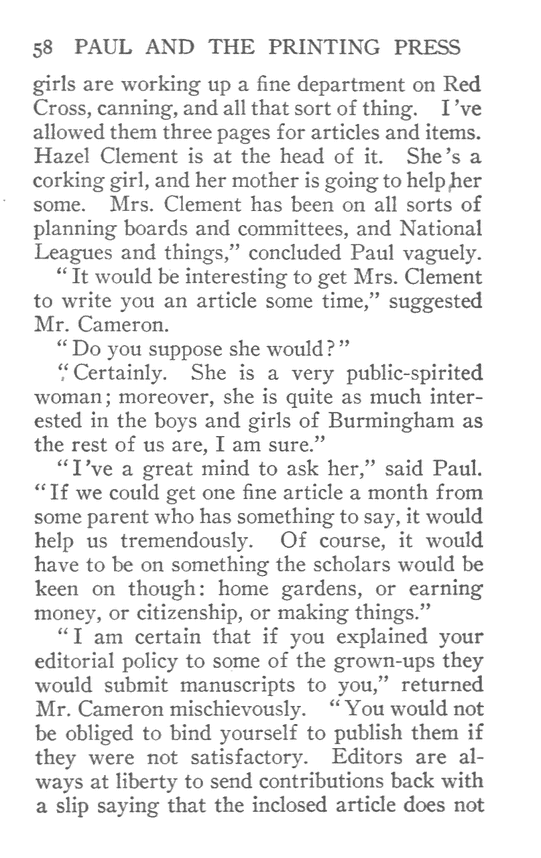 58 PAUL AND THE PRINTING PRESS
girls are working up a fine department on Red
Cross, canning, and all that sort of thing. I've
allowed them three pages for articles and items.
Hazel Clement is at the head of it. She's a
corking girl, and her mother is going to help her
some. Mrs. Clement has been on all sorts of
planning boards and committees, and National
Leagues and things,” concluded Paul vaguely.
“It would be interesting to get Mrs. Clement
to write you an article some time,” suggested
Mr. Cameron.
“Do you suppose she would?”
“Certainly. She is a very public-spirited
woman; moreover, she is quite as much inter-
ested in the boys and girls of Burmingham as
the rest of us are, I am sure.”
“I've a great mind to ask her,” said Paul.
“If we could get one fine article a month from
some parent who has something to say, it would
help us tremendously. Of course, it would
have to be on something the scholars would be
keen on though: home gardens, or earning
money, or citizenship, or making things.”
“I am certain that if you explained your
editorial policy to some of the grown-ups they
would submit manuscripts to you,” returned
Mr. Cameron mischievously. “You would not
be obliged to bind yourself to publish them if
they were not satisfactory. Editors are al-
ways at liberty to send contributions back with
a slip saying that the inclosed article does not